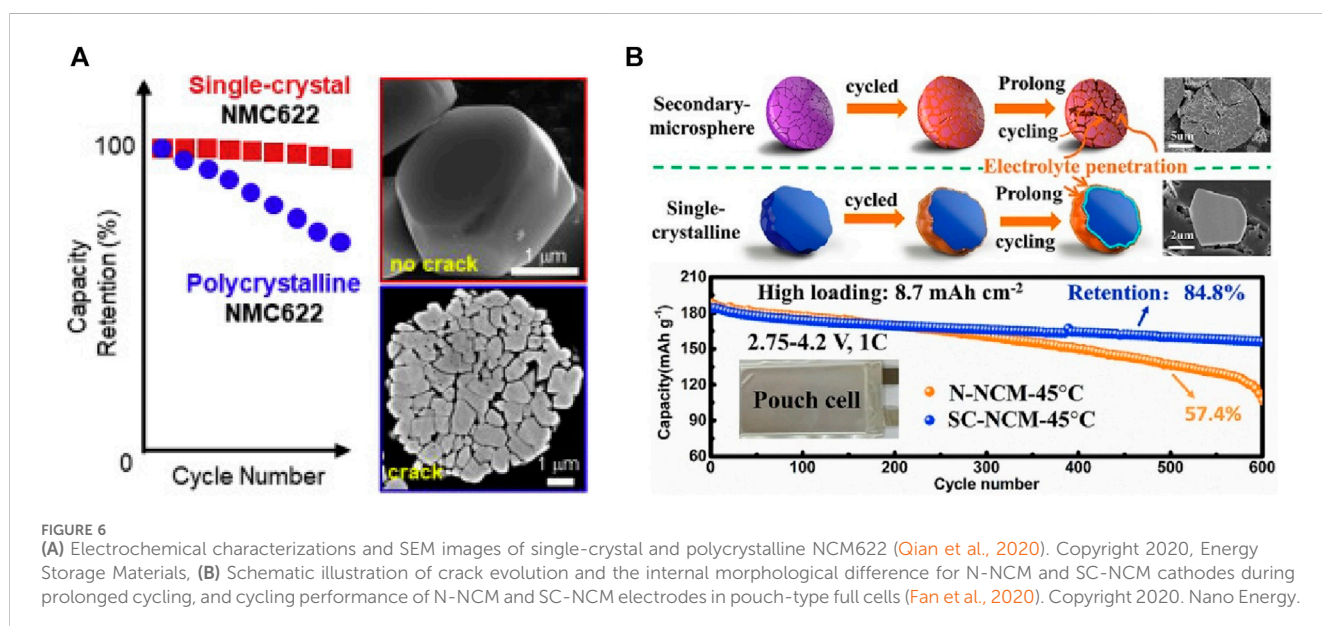 A
Single-crystal
NMC622
100
Polycrystalline
NMC622
0
Capacity
Retention (%)
Cycle Number
no crack
1 μm
crack
1 μm
B
Secondary-
microsphere
cycled
Prolong
cycling
5um
Electrolyte penetration
Single-
crystalline
cycled
Prolong
cycling
2um
210
180
150
120
90
60
Capacity(mAh g⁻¹)
High loading: 8.7 mAh cm⁻²
Retention: 84.8%
2.75-4.2 V, 1C
Pouch cell
N-NCM-45°C
SC-NCM-45°C
57.4%
0 100 200 300 400 500 600
Cycle number
FIGURE 6
(A) Electrochemical characterizations and SEM images of single-crystal and polycrystalline NCM622 (Qian et al., 2020). Copyright 2020, Energy
Storage Materials, (B) Schematic illustration of crack evolution and the internal morphological difference for N-NCM and SC-NCM cathodes during
prolonged cycling, and cycling performance of N-NCM and SC-NCM electrodes in pouch-type full cells (Fan et al., 2020). Copyright 2020. Nano Energy.